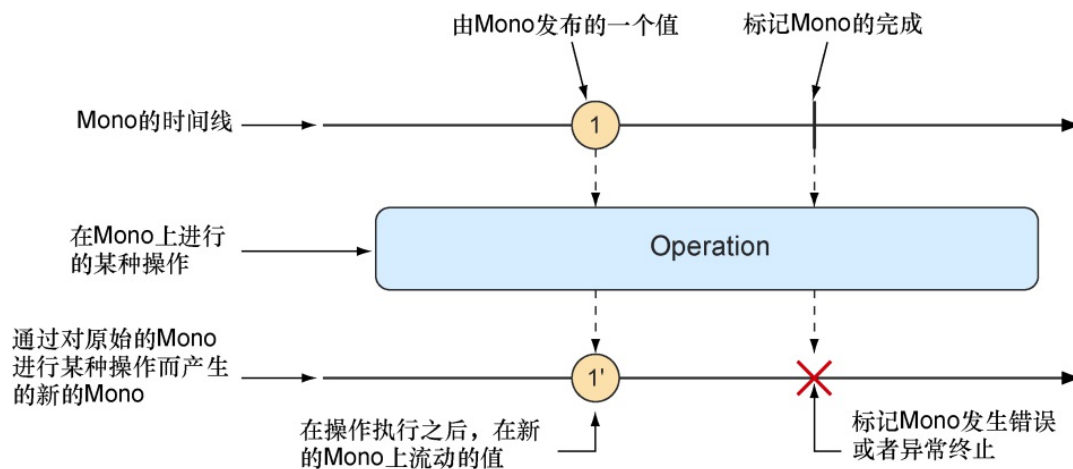 由Mono发布的一个值
标记Mono的完成
Mono的时间线
1
在Mono上进行
的某种操作
Operation
通过对原始的Mono
进行某种操作而产生
的新的Mono
1'
在操作执行之后，在新
的Mono上流动的值
标记Mono发生错误
或者异常终止